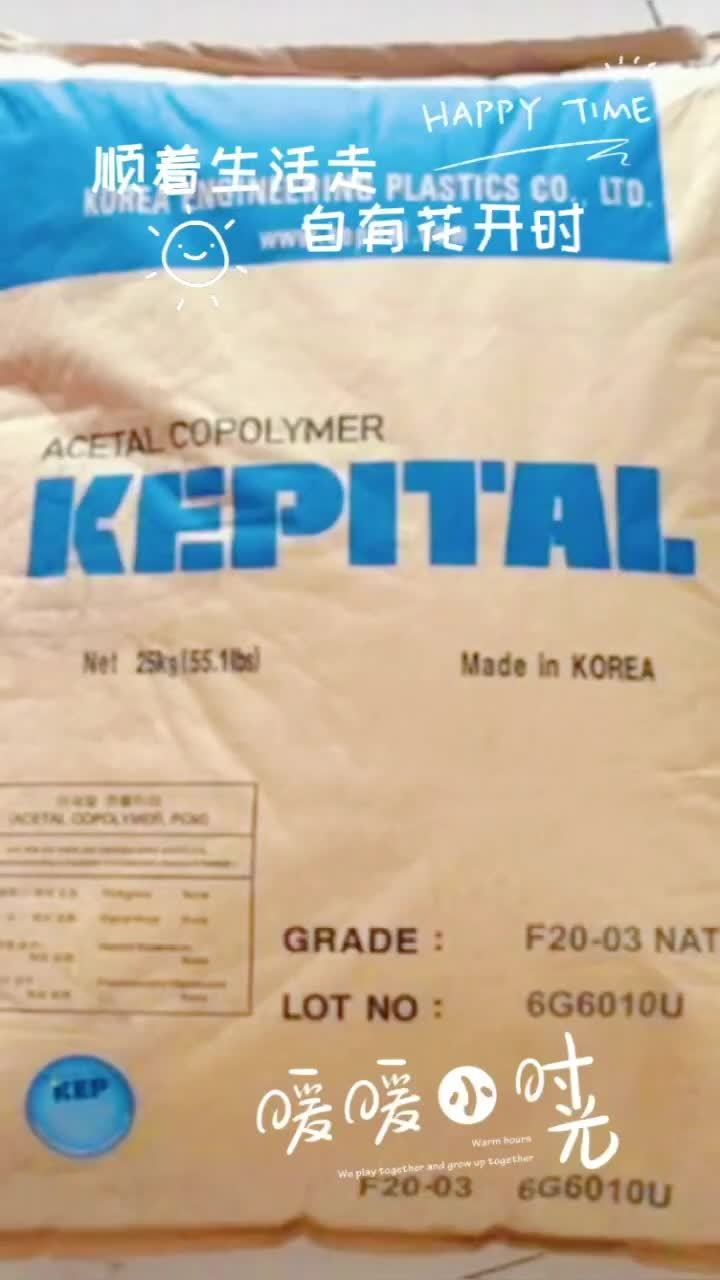 HAPPY TIME
顺着生活走
KOREA ENGINEERING PLASTICS CO., LTD.
自有花开时
ACETAL COPOLYMER
KEPITAL
Net 25kg(55.1lbs)
Made in KOREA
(ACETAL COPOLYMER, POM)
GRADE : F20-03 NAT
LOT NO : 6G6010U
KEP
暖暖小时光
Warm hours
We play together and grow up together
F20-03 6G6010U